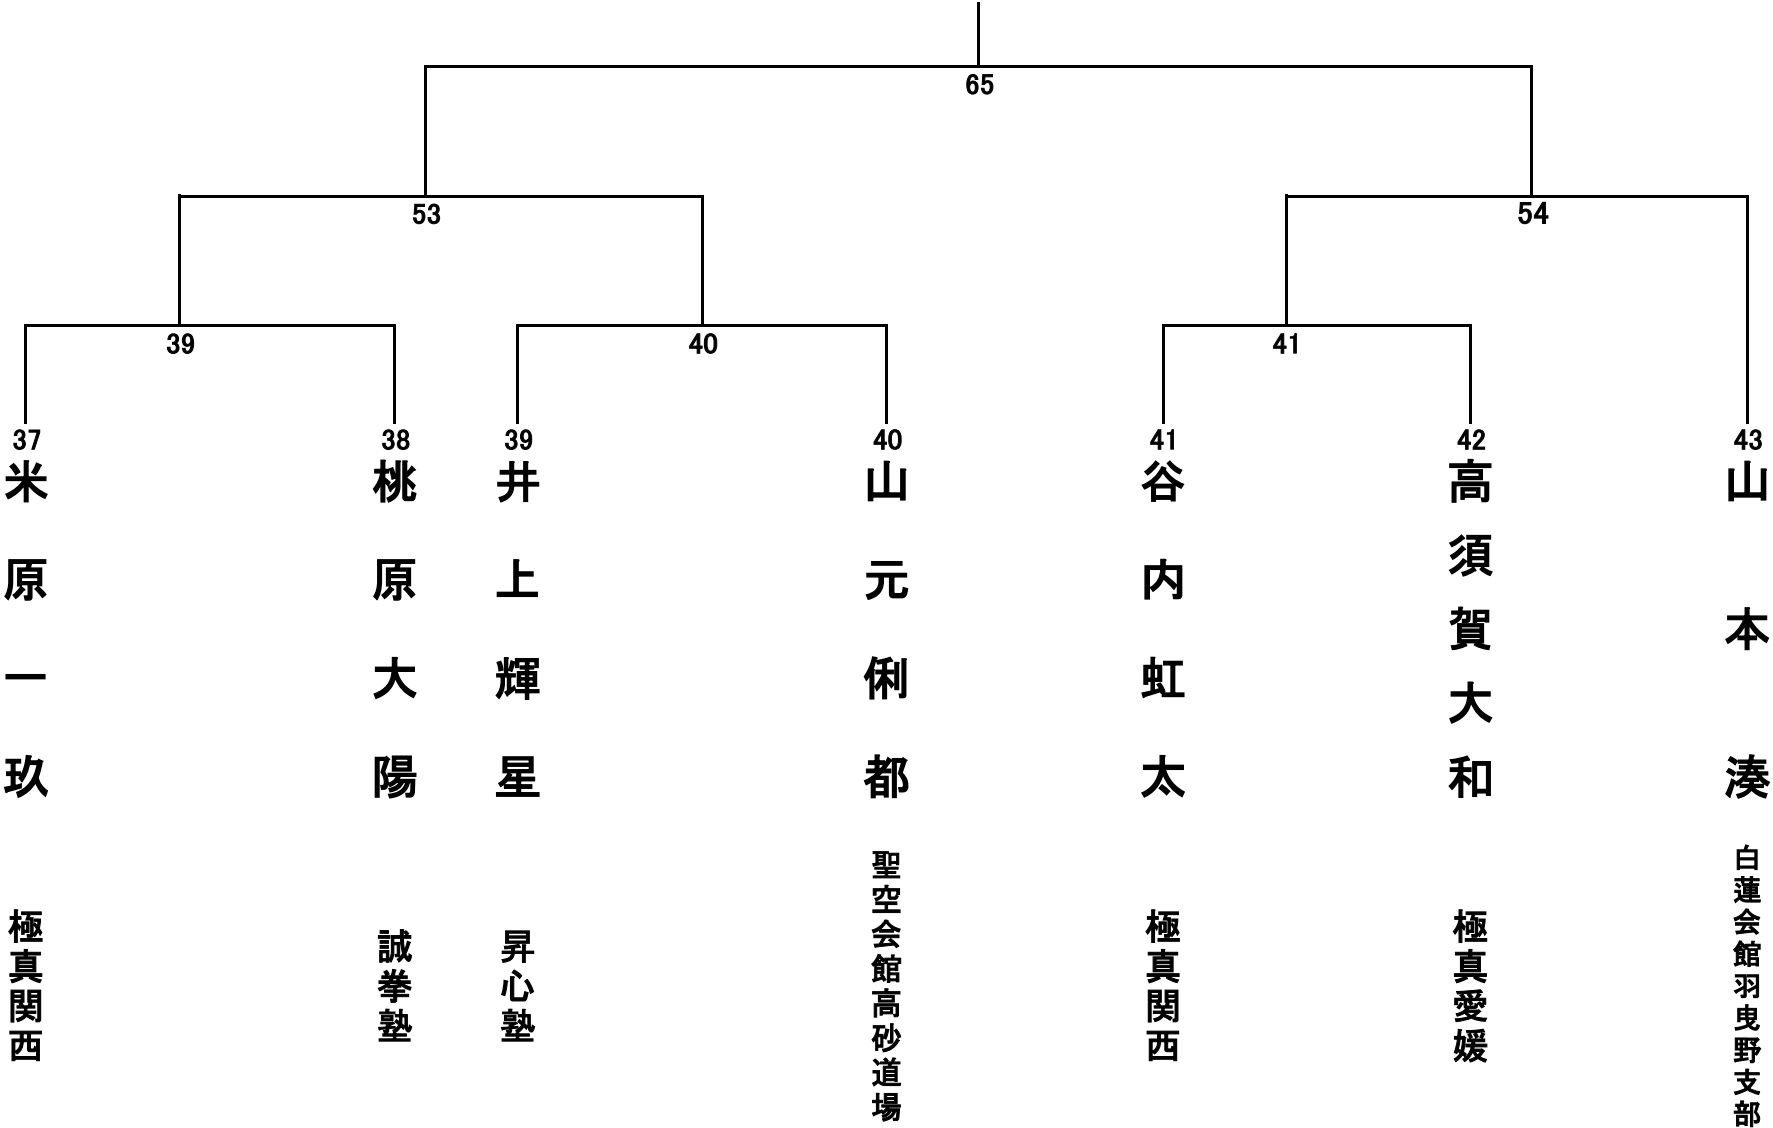 65
53
54
39
40
41
37
米原一玖
極真関西
38
桃原大陽
誠拳塾
39
井上輝星
昇心塾
40
山元俐都
聖空会館高砂道場
41
谷内虹太
極真関西
42
高須賀大和
極真愛媛
43
山本湊
白蓮会館羽曳野支部